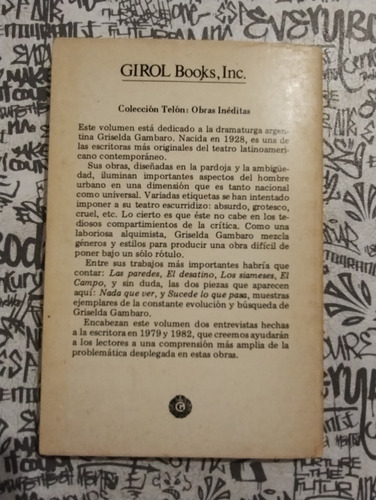 GIROL Books, Inc.
Colección Telón: Obras Inéditas
Este volumen está dedicado a la dramaturga argen-
tina Griselda Gambaro. Nacida en 1928, es una de
las escritoras más originales del teatro latinoameri-
cano contemporáneo.
Sus obras, diseñadas en la pardoja y la ambigüe-
dad, iluminan importantes aspectos del hombre
urbano en una dimensión que es tanto nacional
como universal. Variadas etiquetas se han intentado
imponer a su teatro escurridizo: absurdo, grotesco,
cruel, etc. Lo cierto es que éste no cabe en los te-
diosos compartimientos de la crítica. Como una
laboriosa alquimista, Griselda Gambaro mezcla
géneros y estilos para producir una obra difícil de
poner bajo un sólo rótulo.
Entre sus trabajos más importantes habría que
contar: Las paredes, El desatino, Los siameses, El
Campo, y sin duda, las dos piezas que aparecen
aquí: Nada que ver, y Sucede lo que pasa, muestras
ejemplares de la constante evolución y búsqueda de
Griselda Gambaro.
Encabezan este volumen dos entrevistas hechas
a la escritora en 1979 y 1982, que creemos ayudarán
a los lectores a una comprensión más amplia de la
problemática desplegada en estas obras.
G